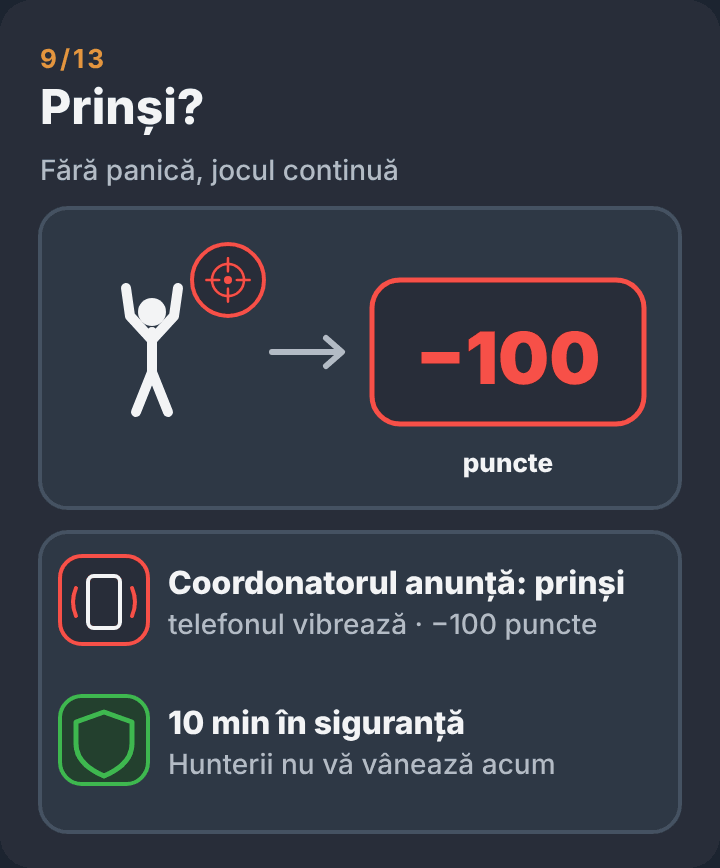 9/13
Prinși?
Fără panică, jocul continuă
−100
puncte
Coordonatorul anunță: prinși
telefonul vibrează · −100 puncte
10 min în siguranță
Hunterii nu vă vânează acum